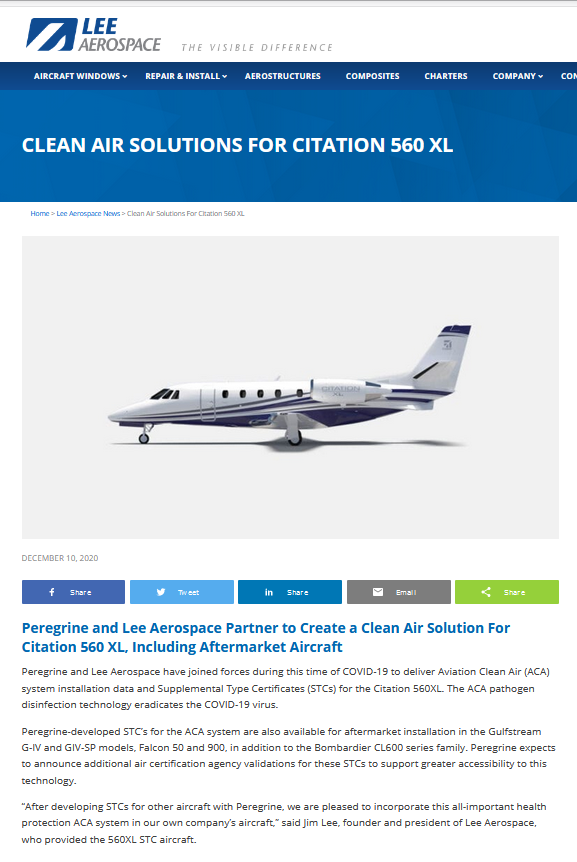 LEE
AEROSPACE
THE VISIBLE DIFFERENCE
AIRCRAFT WINDOWS REPAIR & INSTALL AEROSTRUCTURES COMPOSITES CHARTERS COMPANY CON
CLEAN AIR SOLUTIONS FOR CITATION 560 XL
Home > Lee Aerospace News > Clean Air Solutions For Citation 560 XL
CITATION
XL
DECEMBER 10, 2020
Share Tweet Share Email Share
Peregrine and Lee Aerospace Partner to Create a Clean Air Solution For
Citation 560 XL, Including Aftermarket Aircraft
Peregrine and Lee Aerospace have joined forces during this time of COVID-19 to deliver Aviation Clean Air (ACA)
system installation data and Supplemental Type Certificates (STCs) for the Citation 560XL. The ACA pathogen
disinfection technology eradicates the COVID-19 virus.
Peregrine-developed STC's for the ACA system are also available for aftermarket installation in the Gulfstream
G-IV and GIV-SP models, Falcon 50 and 900, in addition to the Bombardier CL600 series family. Peregrine expects
to announce additional air certification agency validations for these STCs to support greater accessibility to this
technology.
"After developing STCs for other aircraft with Peregrine, we are pleased to incorporate this all-important health
protection ACA system in our own company's aircraft," said Jim Lee, founder and president of Lee Aerospace,
who provided the 560XL STC aircraft.